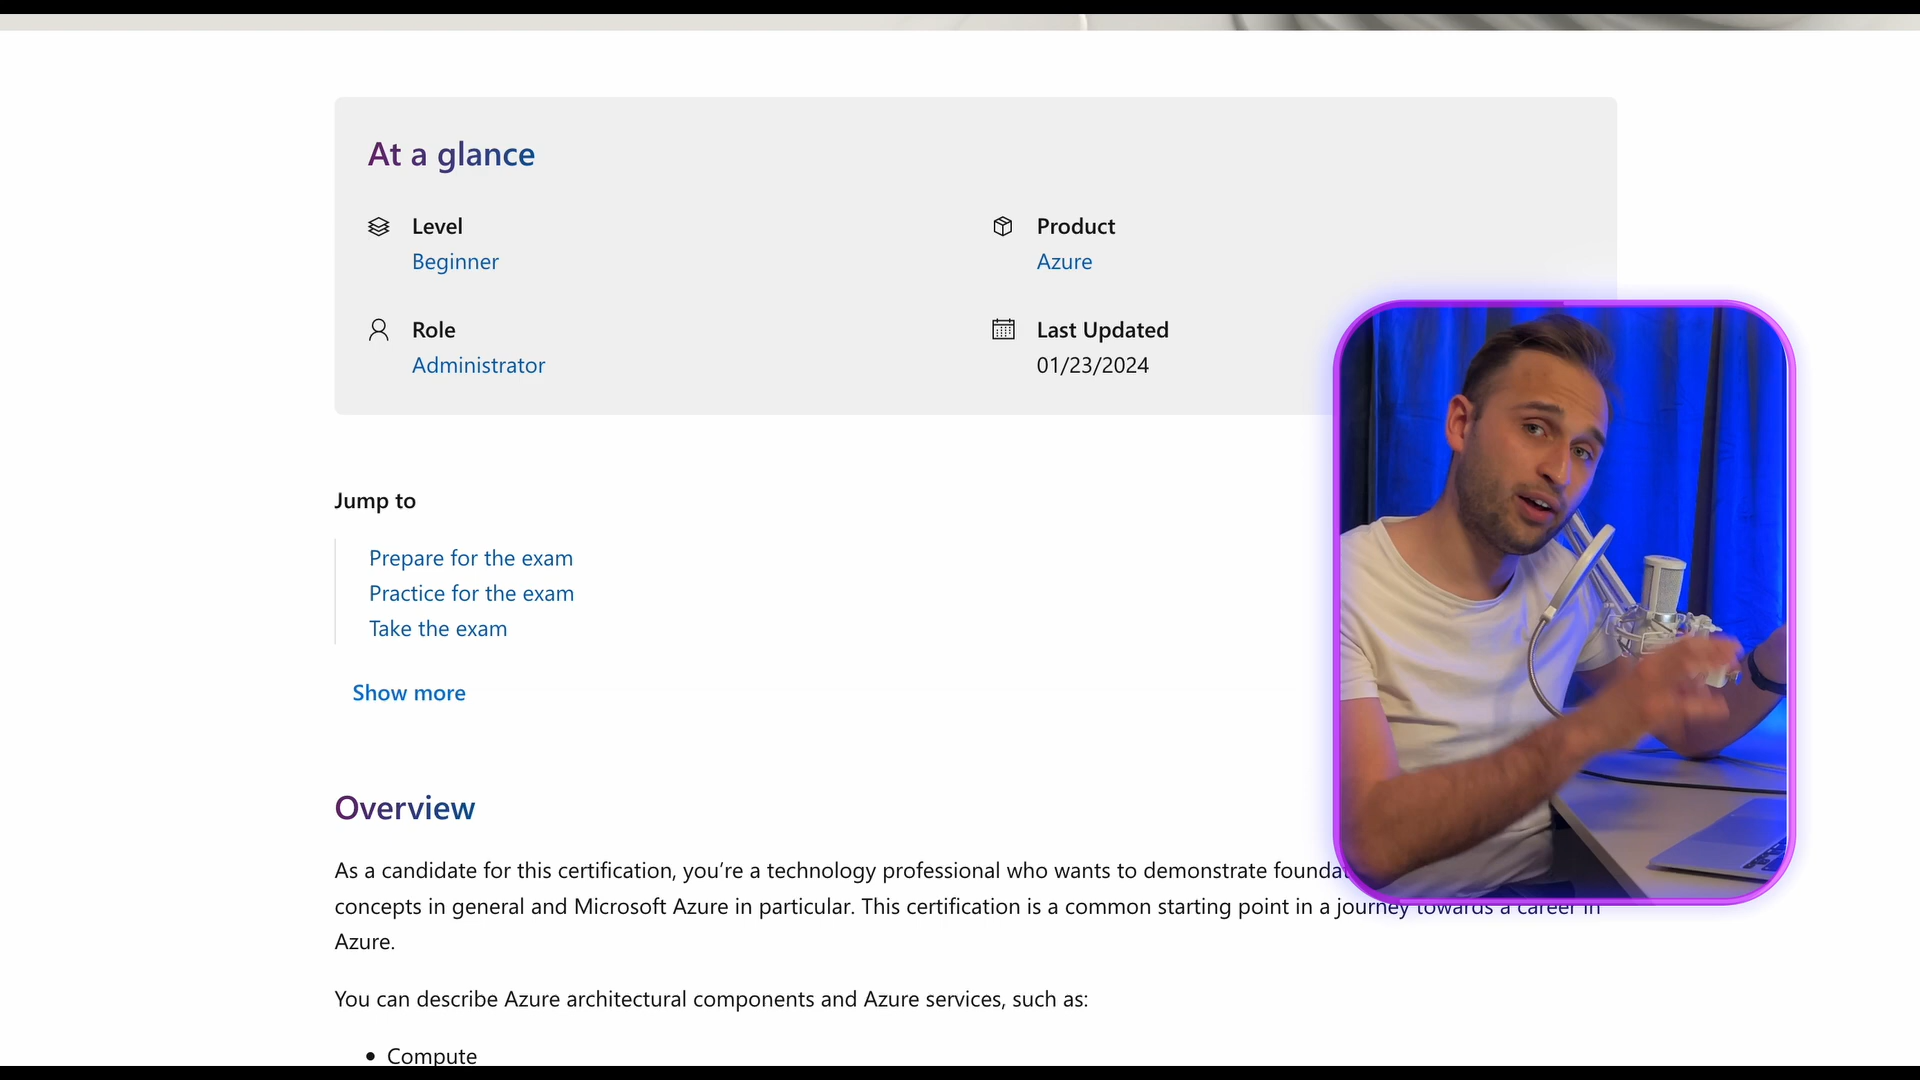 At a glance
Level
Beginner
Product
Azure
Role
Administrator
Last Updated
01/23/2024
Jump to
Prepare for the exam
Practice for the exam
Take the exam
Show more
Overview
As a candidate for this certification, you’re a technology professional who wants to demonstrate
concepts in general and Microsoft Azure in particular. This certification is a common starting point in a journey towards a career in
Azure.
You can describe Azure architectural components and Azure services, such as:
• Compute